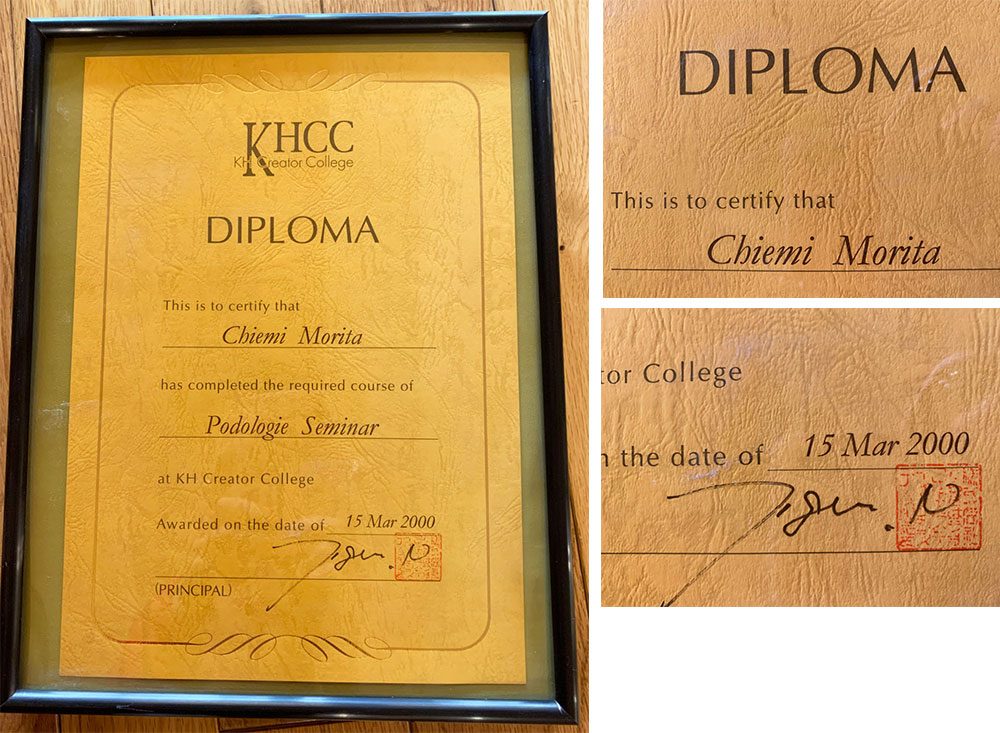 KHCC
KH Creator College
DIPLOMA
This is to certify that
Chiemi Morita
has completed the required course of
Podologie Seminar
at KH Creator College
Awarded on the date of 15 Mar 2000
(PRINCIPAL)
DIPLOMA
This is to certify that
Chiemi Morita
tor College
the date of 15 Mar 2000